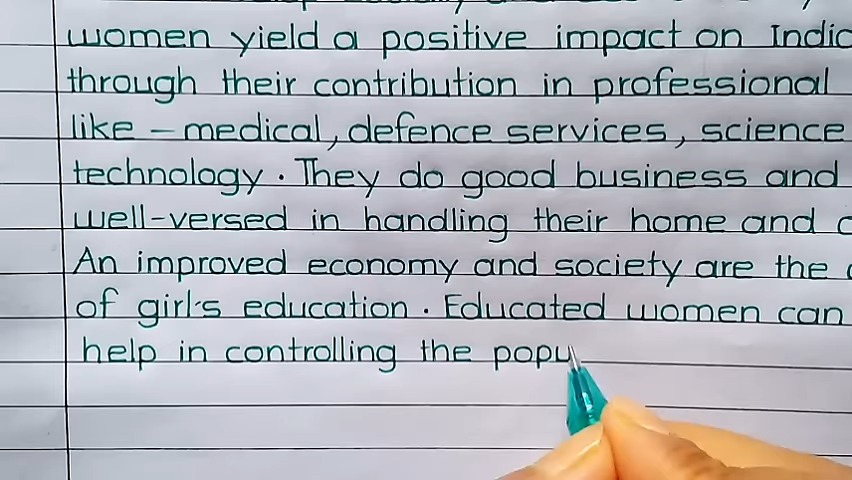 women yield a positive impact on
through their contribution in professional
like – medical, defence services, science
technology. They do good business and
well-versed in handling their home and
An improved economy and society are the
of girl's education. Educated women can
help in controlling the popu